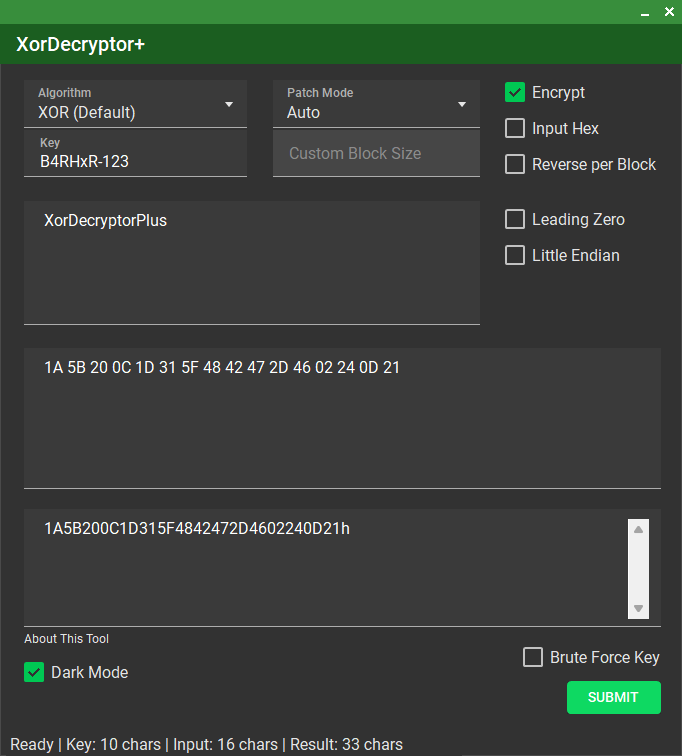 XorDecryptor+
Algorithm
XOR (Default)
Patch Mode
Auto
Encrypt
Input Hex
Key
B4RHxR-123
Custom Block Size
Reverse per Block
XorDecryptorPlus
Leading Zero
Little Endian
1A 5B 20 0C 1D 31 5F 48 42 47 2D 46 02 24 0D 21
1A5B200C1D315F4842472D4602240D21h
About This Tool
Dark Mode
Brute Force Key
SUBMIT
Ready | Key: 10 chars | Input: 16 chars | Result: 33 chars